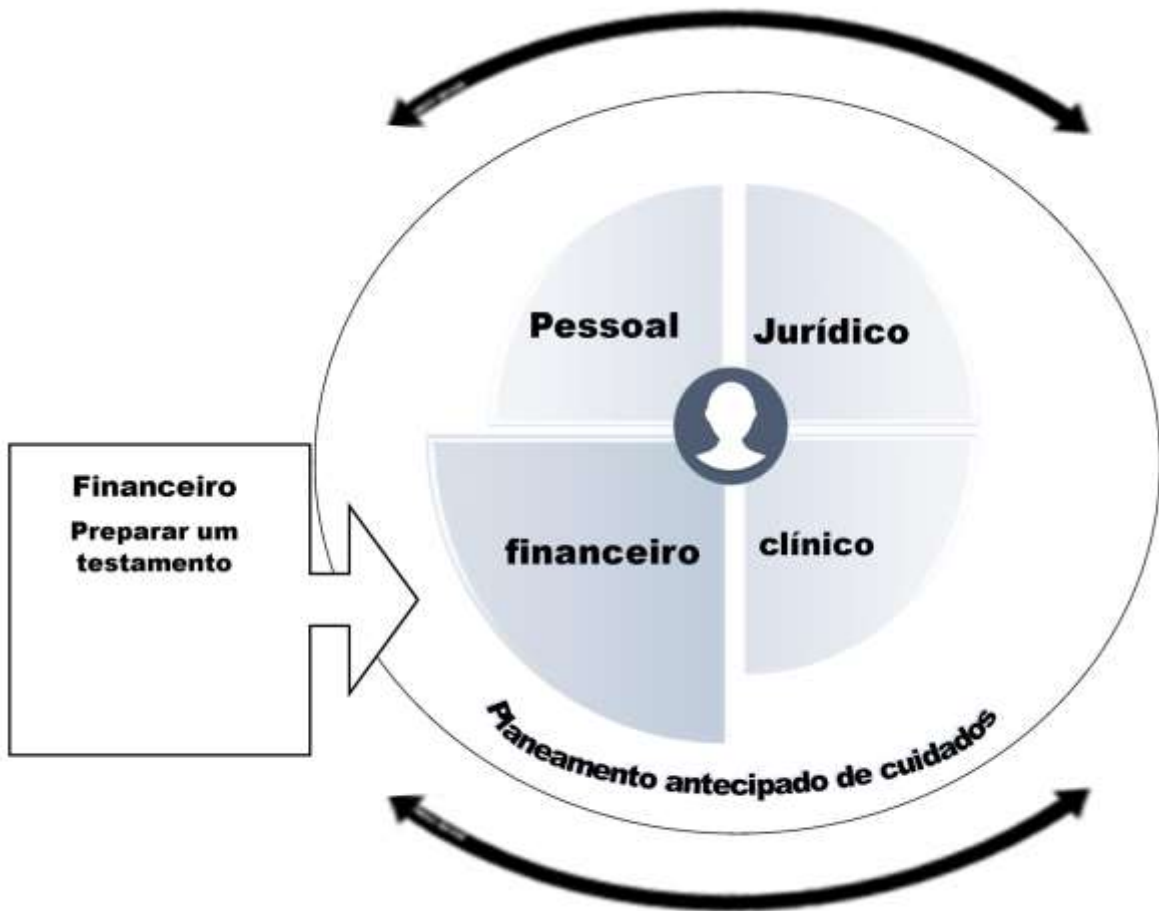 Pessoal
Jurídico
Financeiro
Preparar um
testamento
financeiro
clínico
Planeamento antecipado de cuidados